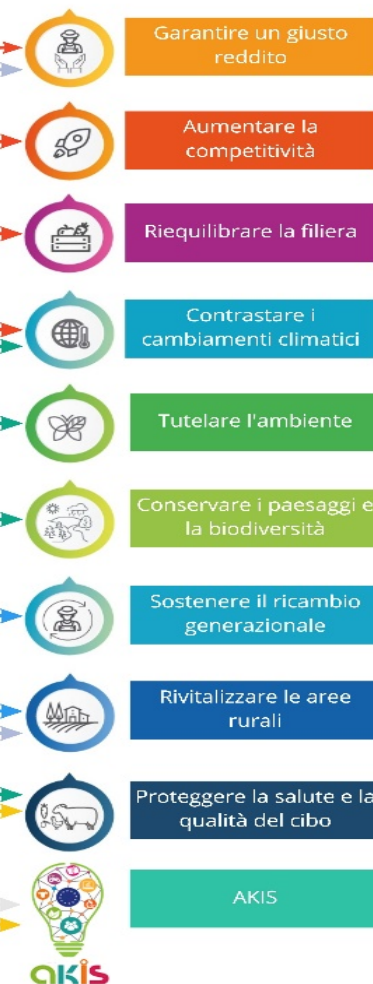 Garantire un giusto
reddito
Aumentare la
competitività
Riequilibrare la filiera
Contrastare i
cambiamenti climatici
Tutelare l'ambiente
Conservare i paesaggi e
la biodiversità
Sostenere il ricambio
generazionale
Rivitalizzare le aree
rurali
Proteggere la salute e la
qualità del cibo
AKIS
akis